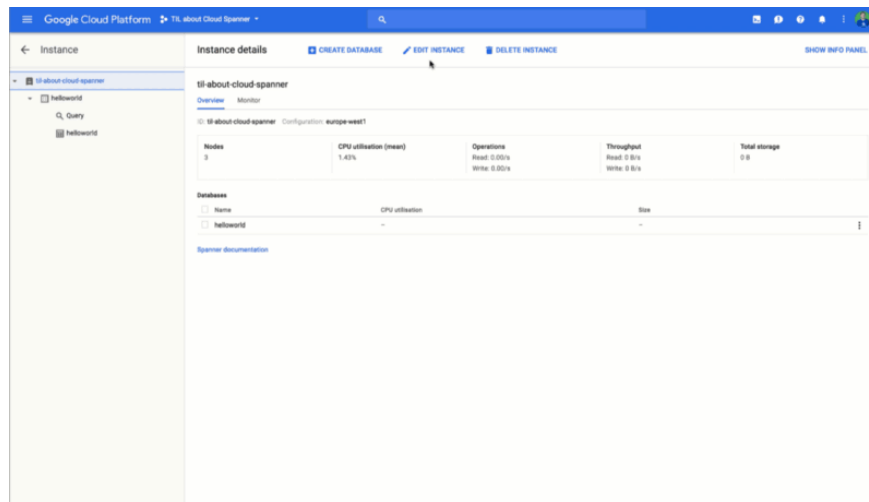 Google Cloud Platform TIL about Cloud Spanner
Instance
Instance details CREATE DATABASE EDIT INSTANCE DELETE INSTANCE SHOW INFO PANEL
til-about-cloud-spanner
helloworld
Query
helloworld
til-about-cloud-spanner
Overview Monitor
ID: til-about-cloud-spanner Configuration: europe-west1
Nodes CPU utilisation (mean) Operations Throughput Total storage
3 1.43% Read: 0.00/s Read: 0 B/s 0 B
Write: 0.00/s Write: 0 B/s
Databases
Name CPU utilisation Size
helloworld – –
Spanner documentation